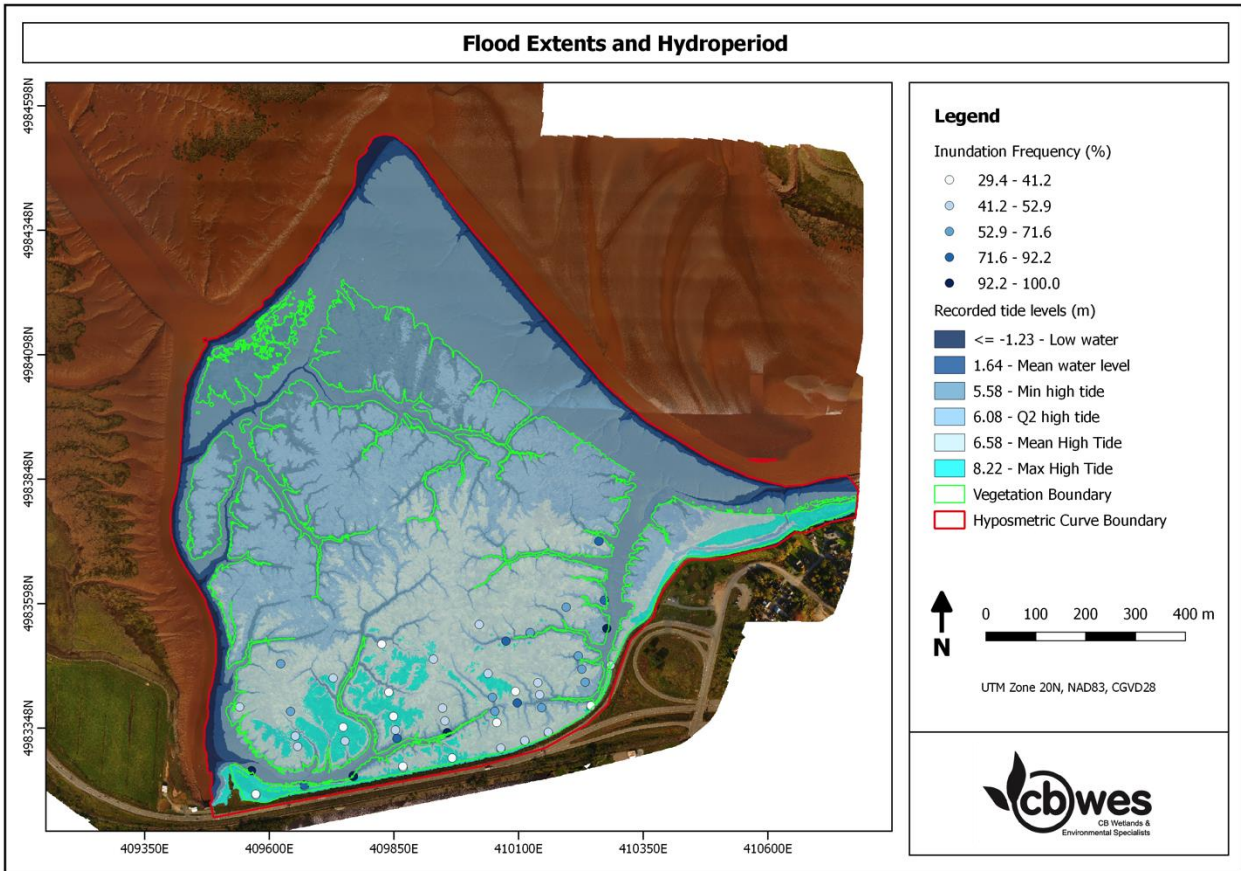 Flood Extents and Hydroperiod
4984598N
4984348N
4984098N
4983848N
4983598N
4983348N
409350E
409600E
409850E
410100E
410350E
410600E
Legend
Inundation Frequency (%)
29.4 - 41.2
41.2 - 52.9
52.9 - 71.6
71.6 - 92.2
92.2 - 100.0
Recorded tide levels (m)
<= -1.23 - Low water
1.64 - Mean water level
5.58 - Min high tide
6.08 - Q2 high tide
6.58 - Mean High Tide
8.22 - Max High Tide
Vegetation Boundary
Hyposmetric Curve Boundary
N
0 100 200 300 400 m
UTM Zone 20N, NAD83, CGVD28
cbwes
CB Wetlands &
Environmental Specialists